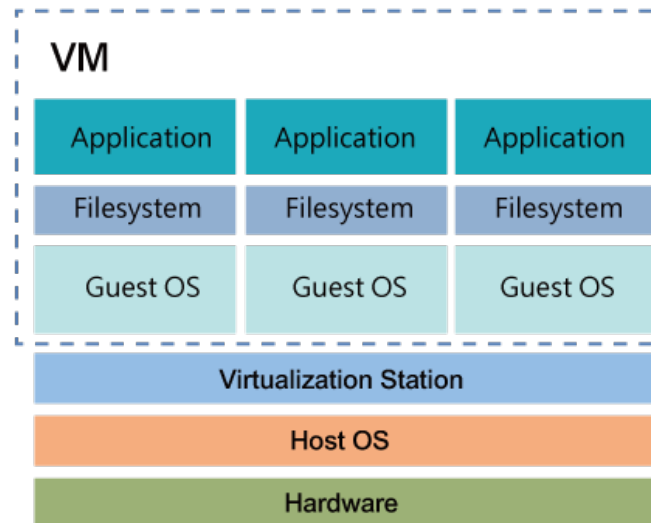 VM
Application Application Application
Filesystem Filesystem Filesystem
Guest OS Guest OS Guest OS
Virtualization Station
Host OS
Hardware